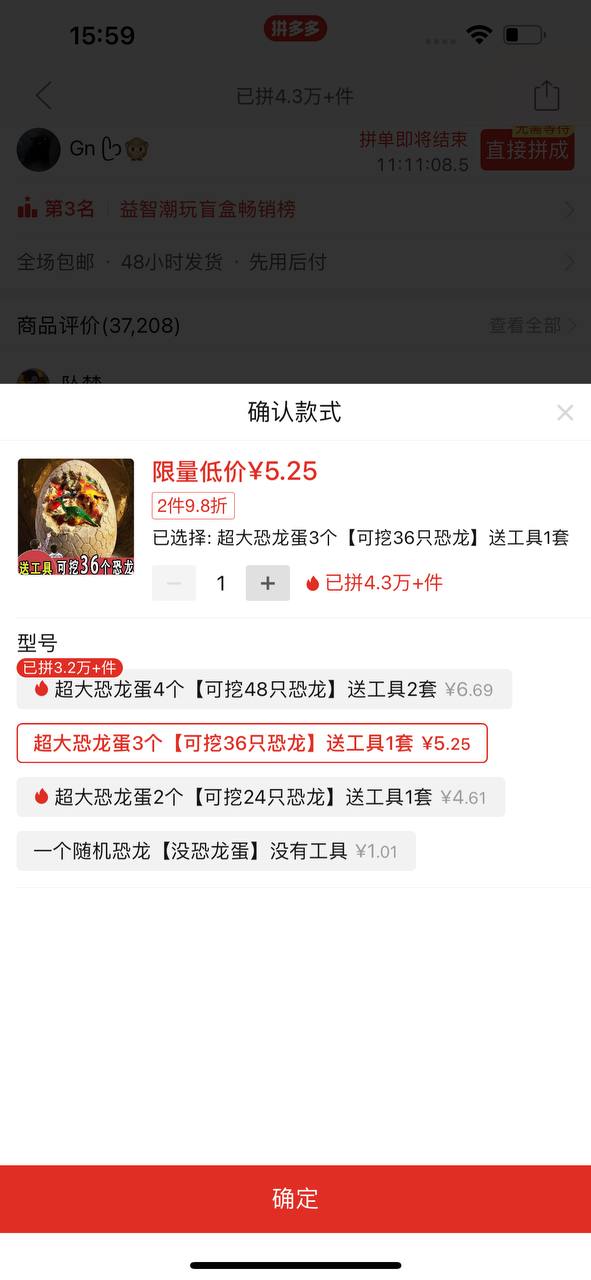 15:59
拼多多
已拼4.3万+件
Gn
拼单即将结束
11:11:08.5
无需等待
直接拼成
第3名
益智潮玩盲盒畅销榜
全场包邮 · 48小时发货 · 先用后付
商品评价(37,208)
查看全部
确认款式
限量低价¥5.25
2件9.8折
已选择: 超大恐龙蛋3个【可挖36只恐龙】送工具1套
送工具 可挖36个恐龙
1
已拼4.3万+件
型号
已拼3.2万+件
超大恐龙蛋4个【可挖48只恐龙】送工具2套 ¥6.69
超大恐龙蛋3个【可挖36只恐龙】送工具1套 ¥5.25
超大恐龙蛋2个【可挖24只恐龙】送工具1套 ¥4.61
一个随机恐龙【没恐龙蛋】没有工具 ¥1.01
确定